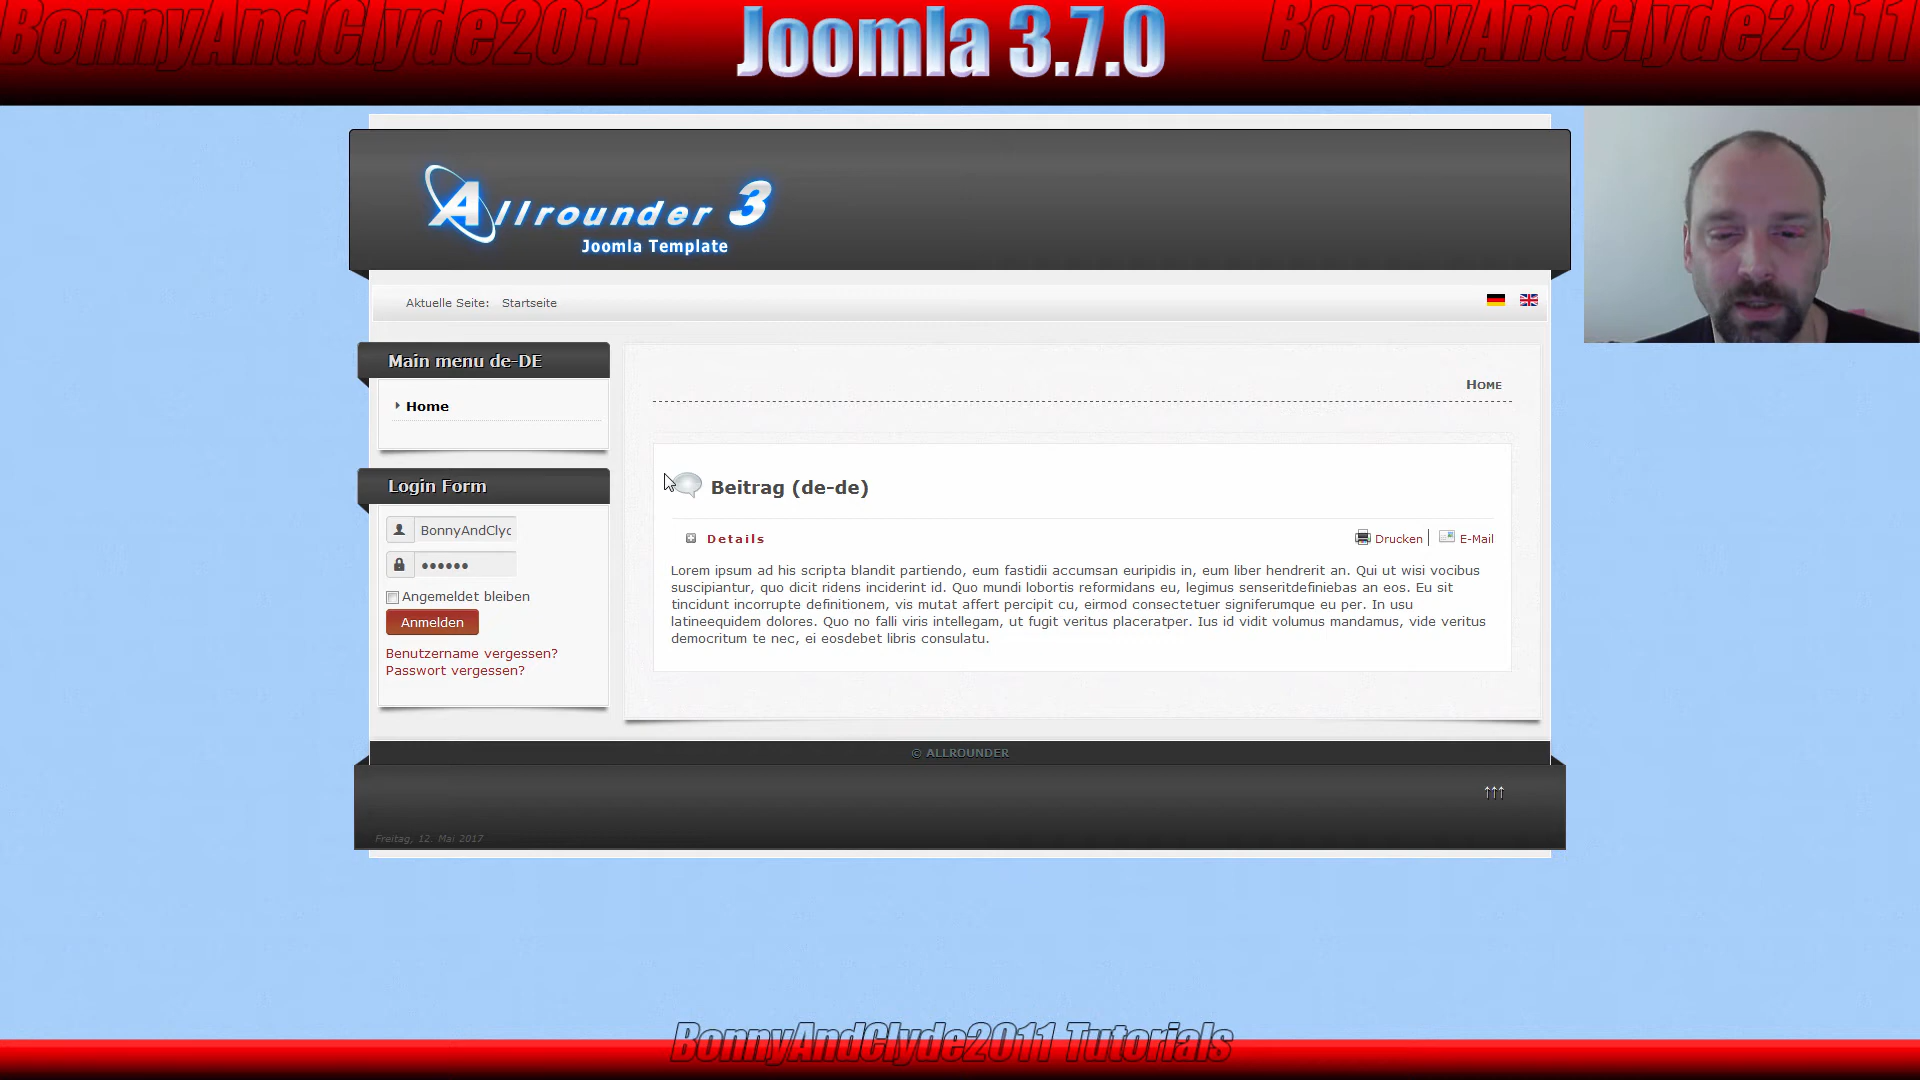 BonnyAndClyde2011
Joomla 3.7.0
BonnyAndClyde2011
Allrounder 3
Joomla Template
Aktuelle Seite: Startseite
Main menu de-DE
Home
Login Form
BonnyAndClyc
Angemeldet bleiben
Anmelden
Benutzername vergessen?
Passwort vergessen?
HOME
Beitrag (de-de)
Details
Drucken
E-Mail
Lorem ipsum ad his scripta blandit partiendo, eum fastidii accumsan euripidis in, eum liber hendrerit an. Qui ut wisi vocibus
suscipiantur, quo dicit ridens inciderint id. Quo mundi lobortis reformidans eu, legimus senseritdefiniebas an eos. Eu sit
tincidunt incorrupte definitionem, vis mutat affert percipit cu, eirmod consectetuer signiferumque eu per. In usu
latineequidem dolores. Quo no falli viris intellegam, ut fugit veritus placeratper. Ius id vidit volumus mandamus, vide veritus
democritum te nec, ei eosdebet libris consulatu.
© ALLROUNDER
↑↑↑
Freitag, 12. Mai 2017
BonnyAndClyde2011 Tutorials